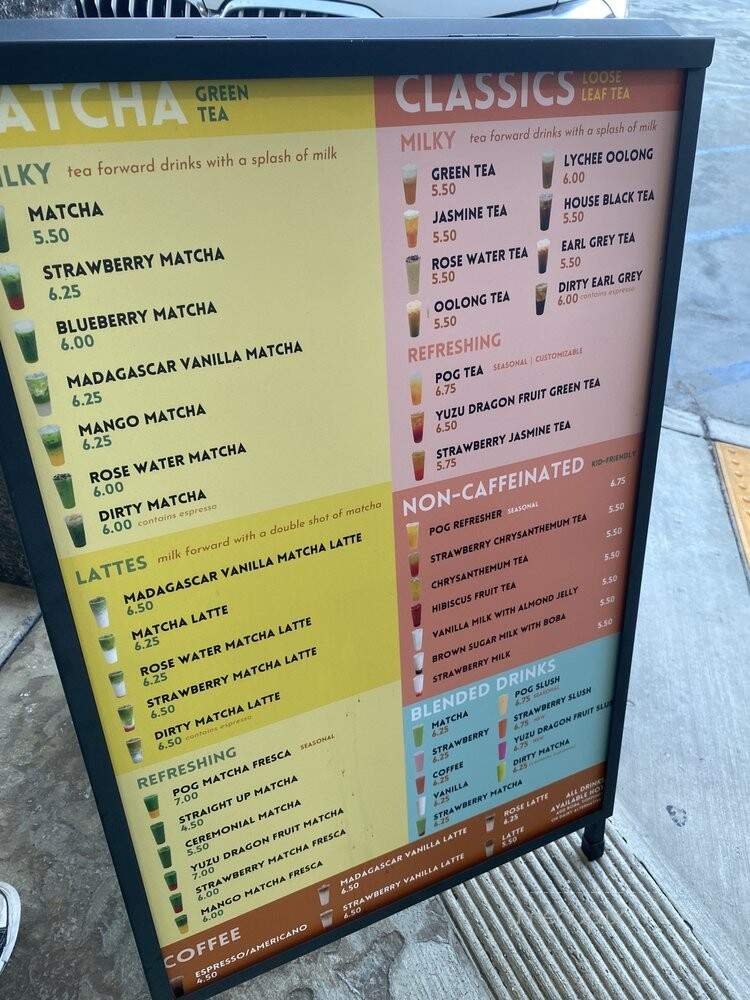 ATCHA GREEN
TEA
ILKY tea forward drinks with a splash of milk
MATCHA
5.50
STRAWBERRY MATCHA
6.25
BLUEBERRY MATCHA
6.00
MADAGASCAR VANILLA MATCHA
6.25
MANGO MATCHA
6.25
ROSE WATER MATCHA
6.00
DIRTY MATCHA
6.00 contains espresso
LATTES milk forward with a double shot of matcha
MADAGASCAR VANILLA MATCHA LATTE
6.50
MATCHA LATTE
6.25
ROSE WATER MATCHA LATTE
6.25
STRAWBERRY MATCHA LATTE
6.50
DIRTY MATCHA LATTE
6.50 contains espresso
REFRESHING
POG MATCHA FRESCA SEASONAL
7.00
STRAIGHT UP MATCHA
4.50
CEREMONIAL MATCHA
5.50
YUZU DRAGON FRUIT MATCHA
7.00
STRAWBERRY MATCHA FRESCA
6.00
MANGO MATCHA FRESCA
6.00
CLASSICS LOOSE
LEAF TEA
MILKY tea forward drinks with a splash of milk
GREEN TEA
5.50
JASMINE TEA
5.50
ROSE WATER TEA
5.50
OOLONG TEA
5.50
LYCHEE OOLONG
6.00
HOUSE BLACK TEA
5.50
EARL GREY TEA
5.50
DIRTY EARL GREY
6.00 contains espresso
REFRESHING
POG TEA SEASONAL | CUSTOMIZABLE
6.75
YUZU DRAGON FRUIT GREEN TEA
6.50
STRAWBERRY JASMINE TEA
5.75
NON-CAFFEINATED KID-FRIENDLY
POG REFRESHER SEASONAL 6.75
STRAWBERRY CHRYSANTHEMUM TEA 5.50
CHRYSANTHEMUM TEA 5.50
HIBISCUS FRUIT TEA 5.50
VANILLA MILK WITH ALMOND JELLY 5.50
BROWN SUGAR MILK WITH BOBA 5.50
STRAWBERRY MILK 5.50
BLENDED DRINKS
MATCHA
6.25
STRAWBERRY
6.25
COFFEE
6.25
VANILLA
6.25
STRAWBERRY MATCHA
6.25
POG SLUSH
6.75 SEASONAL
STRAWBERRY SLUSH
6.75 NEW
YUZU DRAGON FRUIT SLUS
6.75 NEW
DIRTY MATCHA
6.25
COFFEE
ESPRESSO/AMERICANO
4.50
MADAGASCAR VANILLA LATTE
6.50
STRAWBERRY VANILLA LATTE
6.50
ROSE LATTE
6.25
LATTE
5.50
ALL DRINKS
AVAILABLE HOT